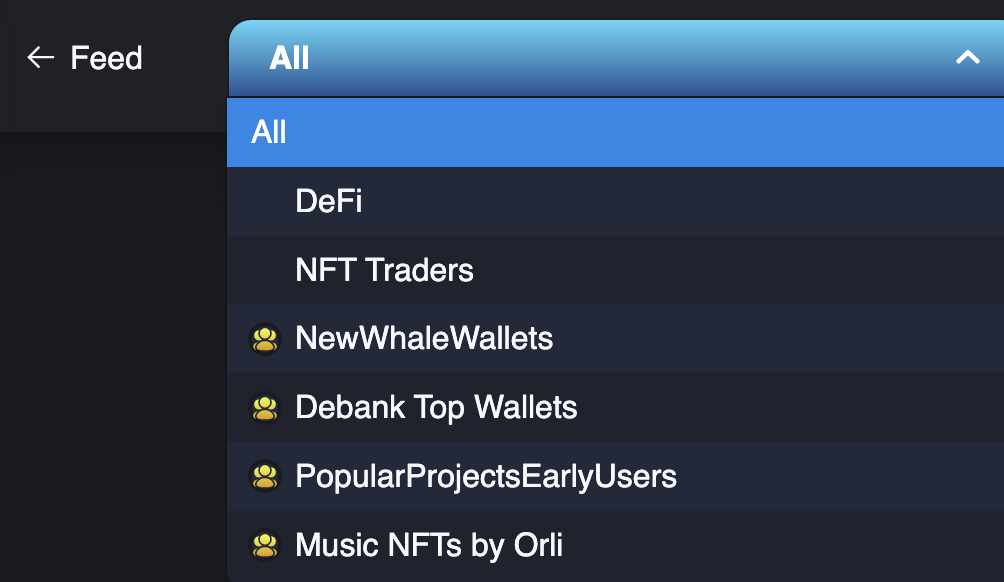 ← Feed
All
All
DeFi
NFT Traders
NewWhaleWallets
Debank Top Wallets
PopularProjectsEarlyUsers
Music NFTs by Orli